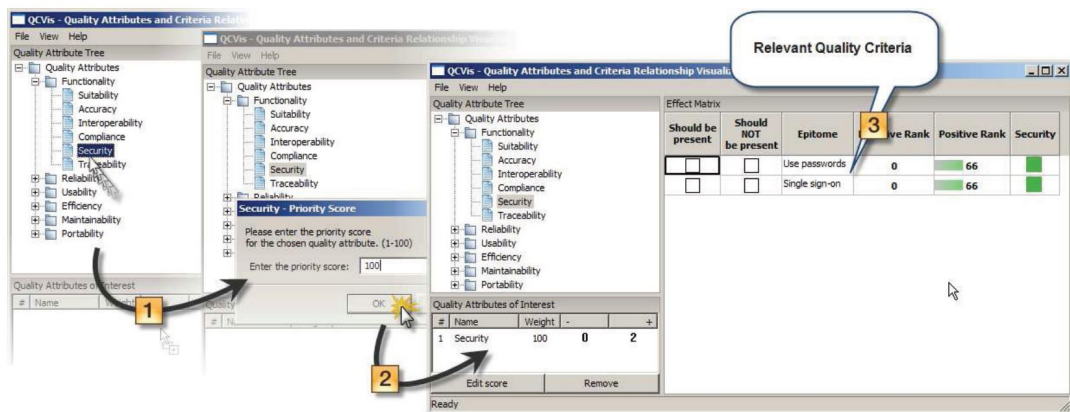 QCVis - Quality Attributes and Criteria Rela
File View Help
Quality Attribute Tree
Quality Attributes
Functionality
Suitability
Accuracy
Interoperability
Compliance
Security
Traceability
Reliability
Usability
Efficiency
Maintainability
Portability
Quality Attributes of Interest
# Name Weight
1
QCVis - Quality Attributes and Criteria Relationship
File View Help
Quality Attribute Tree
Quality Attributes
Functionality
Suitability
Accuracy
Interoperability
Compliance
Security
Traceability
Reliability
Security - Priority Score
Please enter the priority score
for the chosen quality attribute. (1-100)
Enter the priority score: 100
OK
Quality
#
2
QCVis - Quality Attributes and Criteria Relationship Visualiz
File View Help
Quality Attribute Tree
Quality Attributes
Functionality
Suitability
Accuracy
Interoperability
Compliance
Security
Traceability
Reliability
Usability
Efficiency
Maintainability
Portability
Quality Attributes of Interest
# Name Weight - +
1 Security 100 0 2
Edit score Remove
Ready
Relevant Quality Criteria
3
Effect Matrix
Should be present Should NOT be present Epitome ve Rank Positive Rank Security
Use passwords 0 66
Single sign-on 0 66